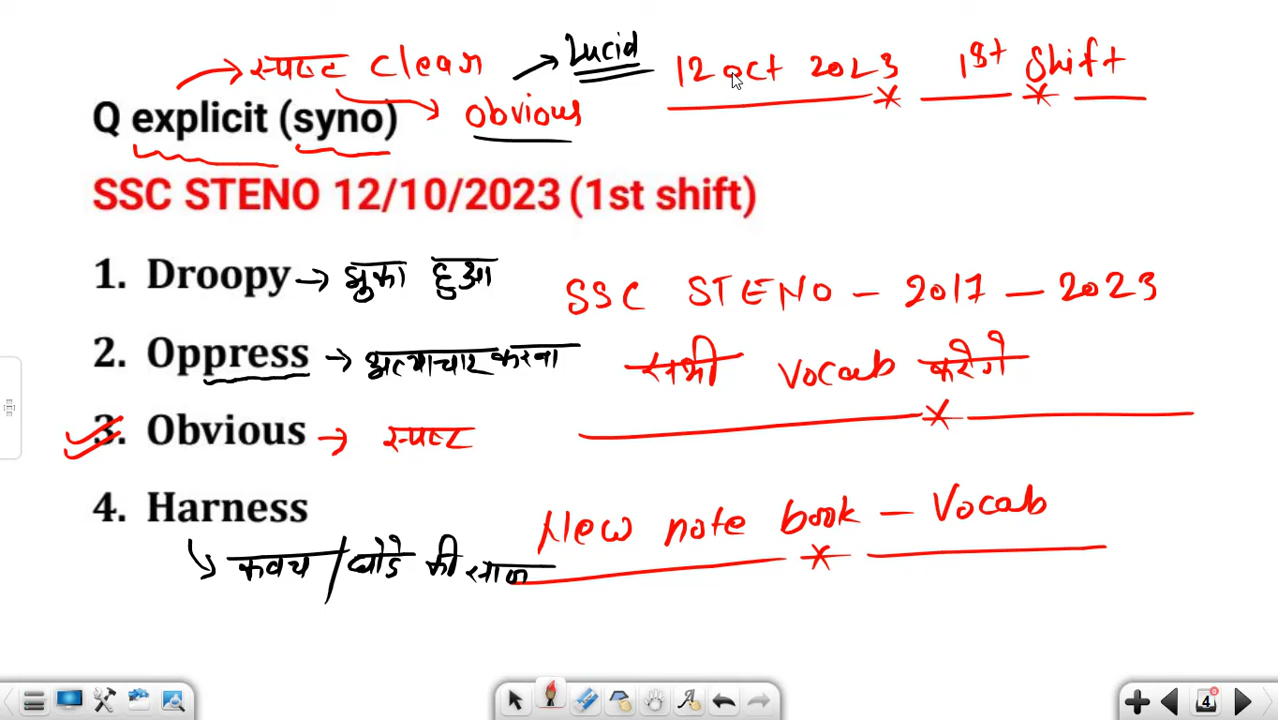 स्पष्ट clear → Lucid 12 oct 2023 1st Shift
Q explicit (syno) obvious
SSC STENO 12/10/2023 (1st shift)
1. Droopy → झुका हुआ
SSC STENO - 2017 - 2023
2. Oppress → अत्याचार करना
सभी vocab करेंगे
3. Obvious → स्पष्ट
4. Harness
New note book - Vocab
कवच / घोडे की साज
4